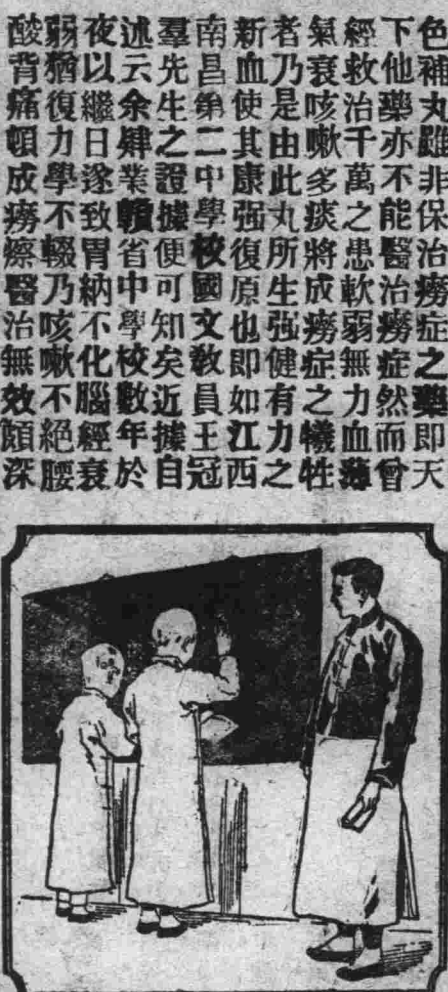 色補丸雖非保治癆症之藥即天
下他藥亦不能醫治癆症然而曾
經救治千萬之患軟弱無力血薄
氣衰咳嗽多痰將成癆症之犧牲
者乃是由此丸所生强健有力之
新血使其康强復原也即如江西
南昌第二中學校國文敎員王冠
羣先生之證據便可知矣近據自
述云余肄業贛省中學校數年於
夜以繼日遂致胃納不化腦經衰
弱猶復力學不輟乃咳嗽不絕腰
酸背痛頓成癆瘵醫治無效頗深